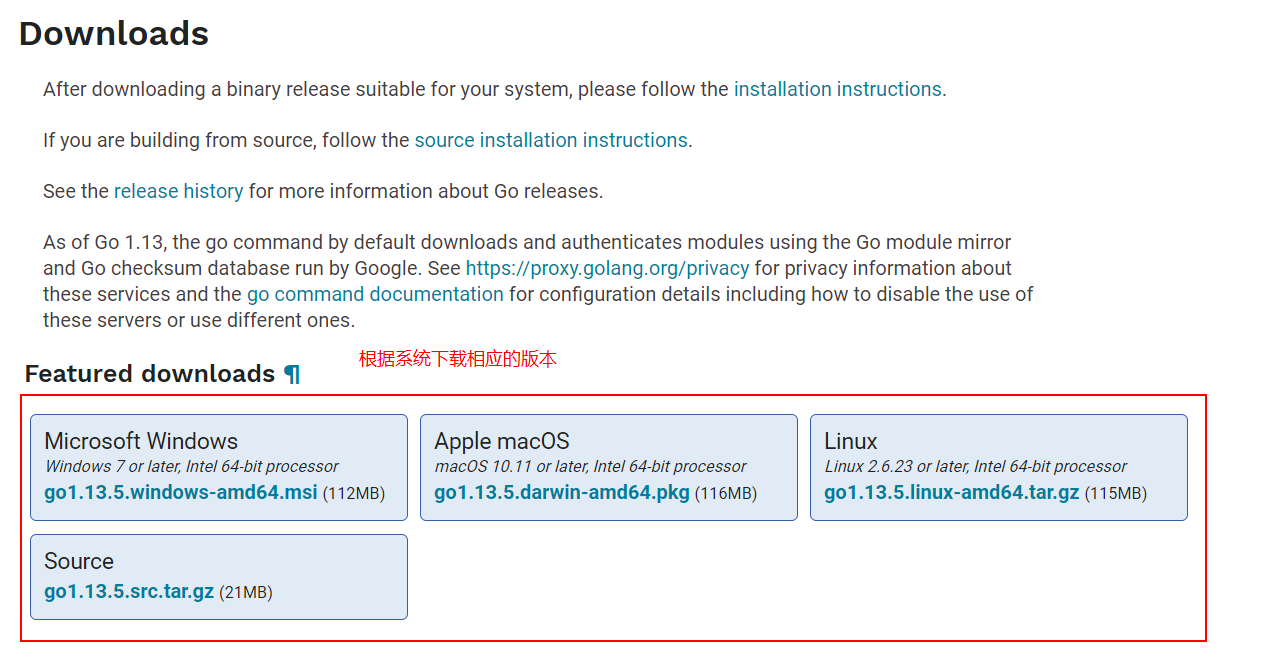 Downloads
After downloading a binary release suitable for your system, please follow the installation instructions.
If you are building from source, follow the source installation instructions.
See the release history for more information about Go releases.
As of Go 1.13, the go command by default downloads and authenticates modules using the Go module mirror
and Go checksum database run by Google. See https://proxy.golang.org/privacy for privacy information about
these services and the go command documentation for configuration details including how to disable the use of
these servers or use different ones.
根据系统下载相应的版本
Featured downloads ¶
Microsoft Windows
Windows 7 or later, Intel 64-bit processor
go1.13.5.windows-amd64.msi (112MB)
Apple macOS
macOS 10.11 or later, Intel 64-bit processor
go1.13.5.darwin-amd64.pkg (116MB)
Linux
Linux 2.6.23 or later, Intel 64-bit processor
go1.13.5.linux-amd64.tar.gz (115MB)
Source
go1.13.5.src.tar.gz (21MB)